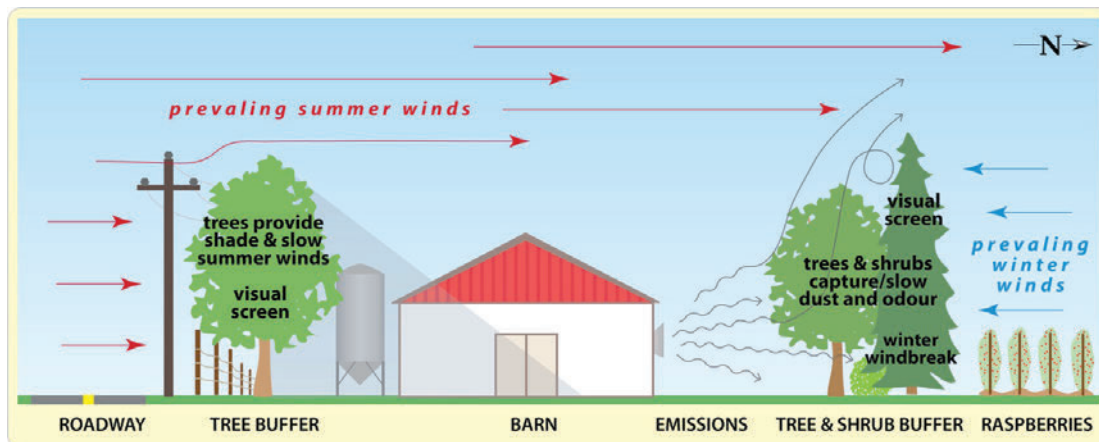 N
prevaling summer winds
trees provide
shade & slow
summer winds
visual
screen
visual
screen
trees & shrubs
capture/slow
dust and odour
winter
windbreak
prevaling
winter
winds
ROADWAY
TREE BUFFER
BARN
EMISSIONS
TREE & SHRUB BUFFER
RASPBERRIES